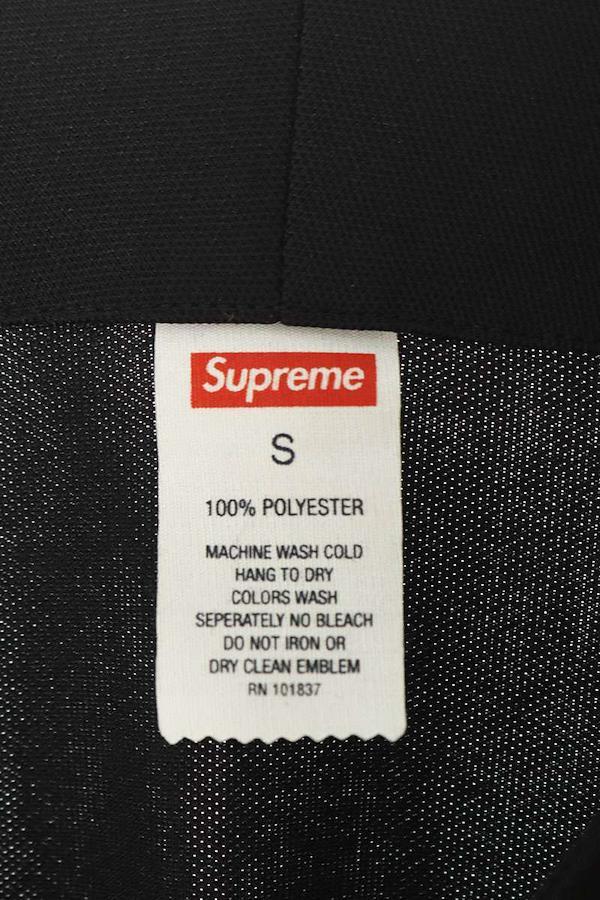 Supreme
S
100% POLYESTER
MACHINE WASH COLD
HANG TO DRY
COLORS WASH
SEPERATELY NO BLEACH
DO NOT IRON OR
DRY CLEAN EMBLEM
RN 101837